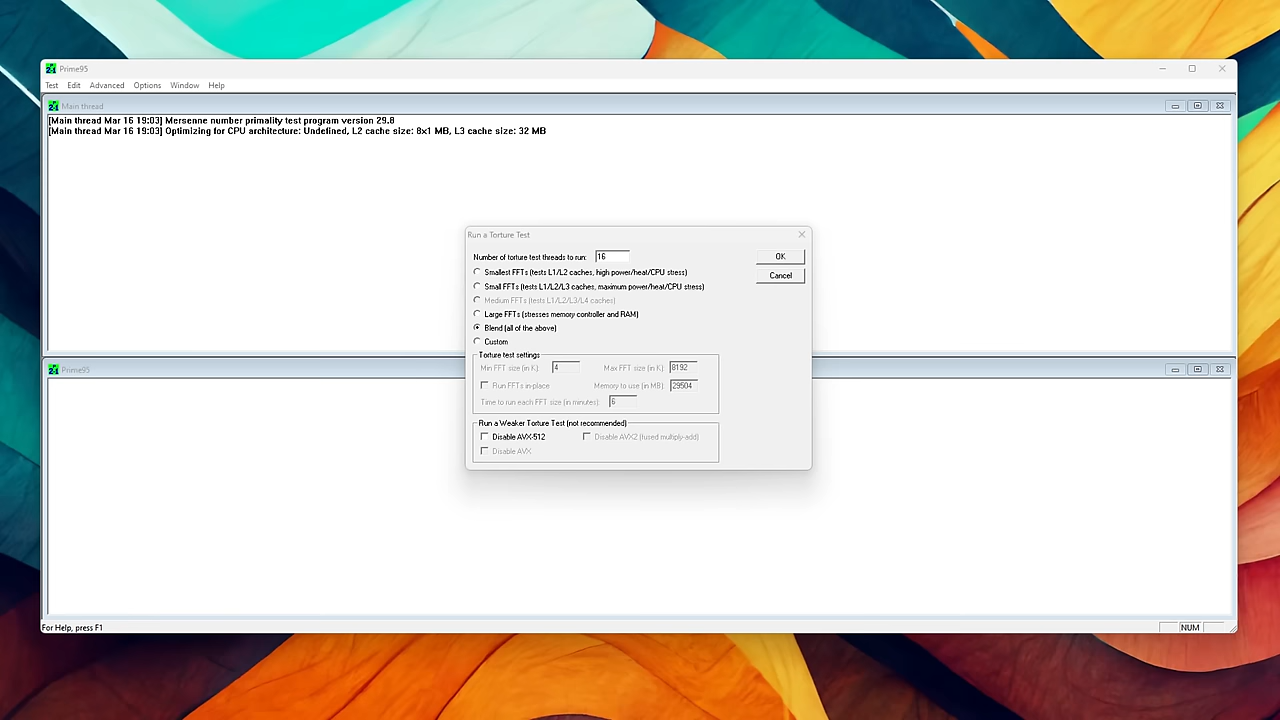 Prime95
Test Edit Advanced Options Window Help
Main thread
[Main thread Mar 16 19:03] Mersenne number primality test program version 29.8
[Main thread Mar 16 19:03] Optimizing for CPU architecture: Undefined, L2 cache size: 8x1 MB, L3 cache size: 32 MB
Run a Torture Test
Number of torture test threads to run: 16
OK
Smallest FFTs (tests L1/L2 caches, high power/heat/CPU stress)
Cancel
Small FFTs (tests L1/L2/L3 caches, maximum power/heat/CPU stress)
Medium FFTs (tests L1/L2/L3/L4 caches)
Large FFTs (stresses memory controller and RAM)
Blend (all of the above)
Custom
Torture test settings
Min FFT size (in K): 4 Max FFT size (in K): 8192
Run FFTs in-place Memory to use (in MB): 29504
Time to run each FFT size (in minutes): 6
Run a Weaker Torture Test (not recommended)
Disable AVX-512 Disable AVX2 (fused multiply-add)
Disable AVX
Prime95
For Help, press F1
NUM